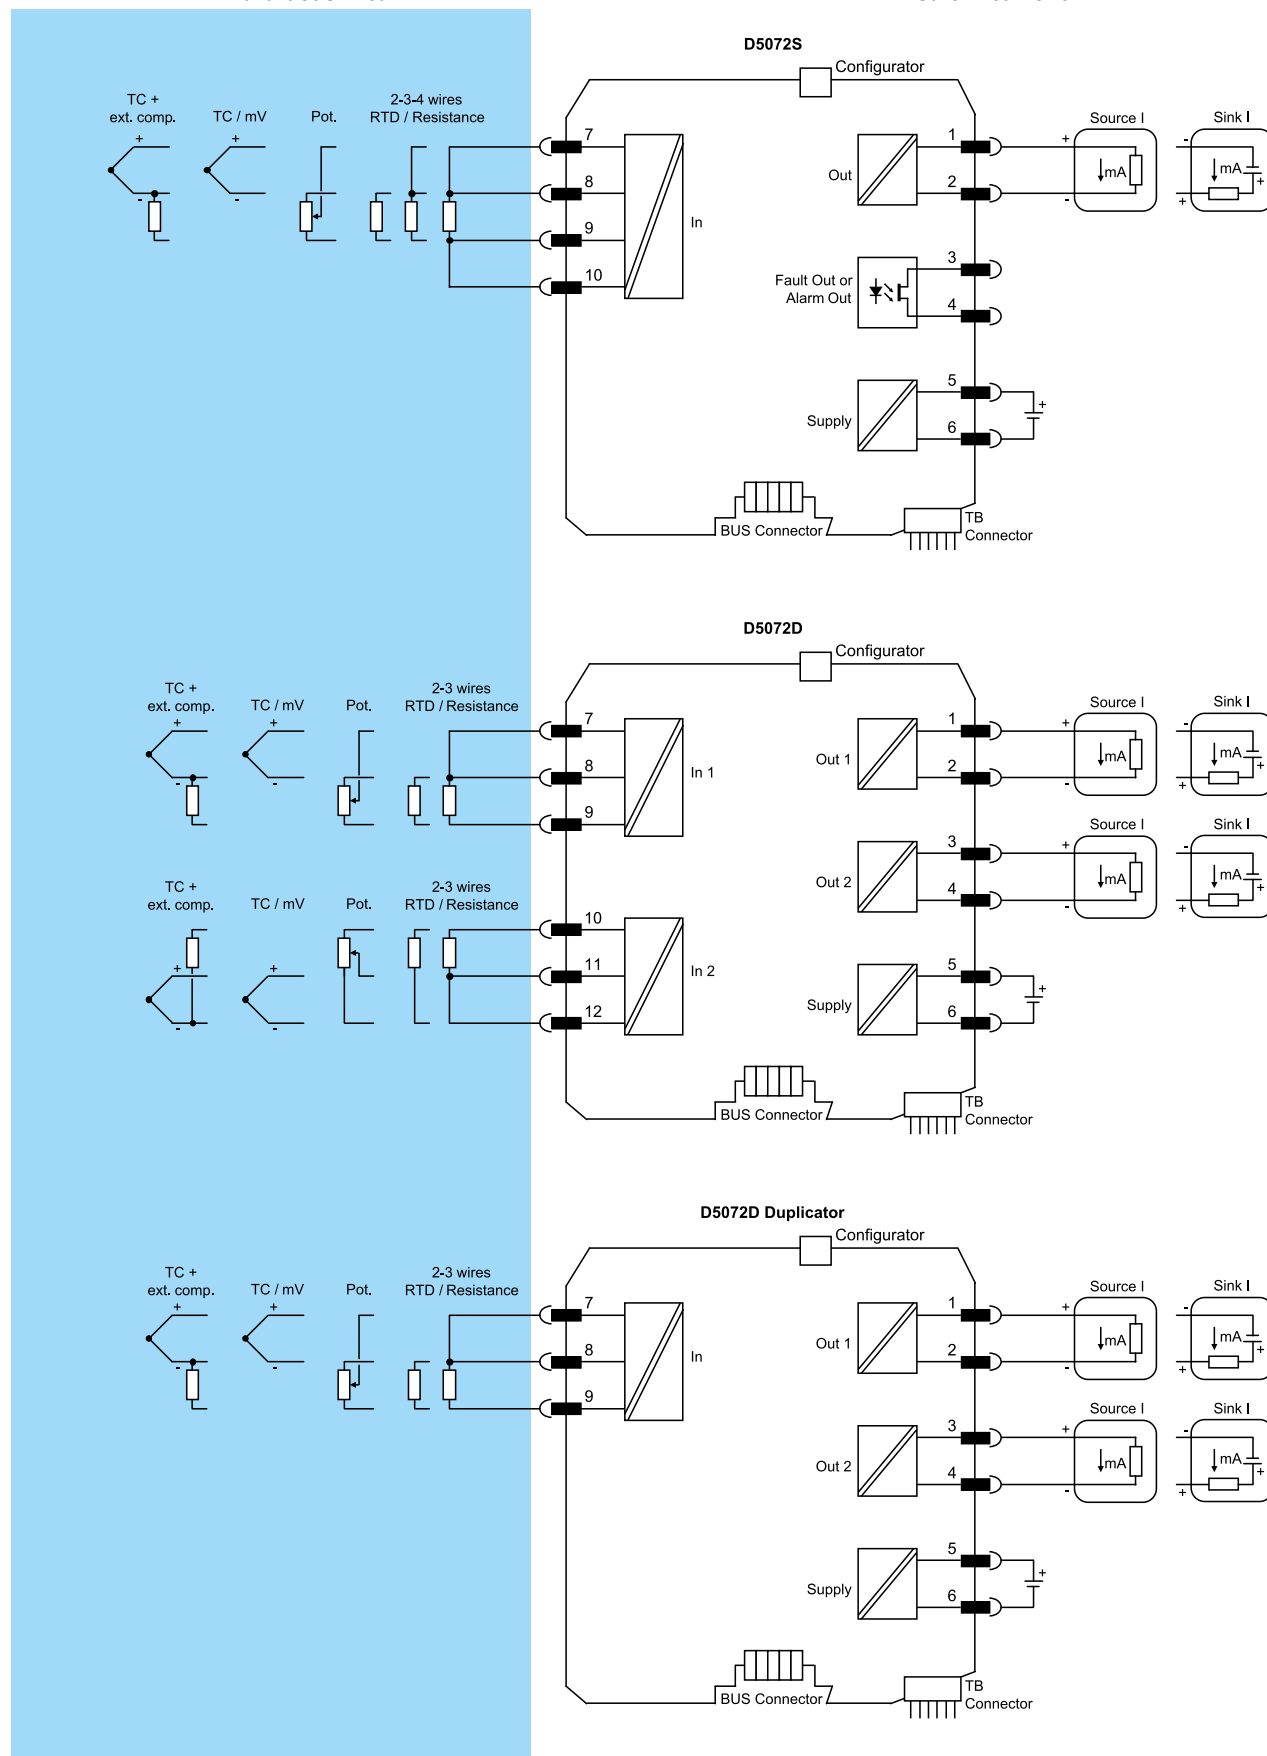 D5072S
Configurator
TC +
ext. comp.
TC / mV
Pot.
2-3-4 wires
RTD / Resistance
+
-
+
-
7
8
9
10
In
Out
1
2
+
-
Source I
mA
Sink I
-
+
mA
+
Fault Out or
Alarm Out
3
4
Supply
5
6
+
BUS Connector
TB
Connector
D5072D
Configurator
TC +
ext. comp.
TC / mV
Pot.
2-3 wires
RTD / Resistance
+
-
+
-
7
8
9
In 1
Out 1
1
2
+
-
Source I
mA
Sink I
-
+
mA
+
Out 2
3
4
+
-
Source I
mA
Sink I
-
+
mA
+
TC +
ext. comp.
TC / mV
Pot.
2-3 wires
RTD / Resistance
+
-
+
-
10
11
12
In 2
Supply
5
6
+
BUS Connector
TB
Connector
D5072D Duplicator
Configurator
TC +
ext. comp.
TC / mV
Pot.
2-3 wires
RTD / Resistance
+
-
+
-
7
8
9
In
Out 1
1
2
+
-
Source I
mA
Sink I
-
+
mA
+
Out 2
3
4
+
-
Source I
mA
Sink I
-
+
mA
+
Supply
5
6
+
BUS Connector
TB
Connector